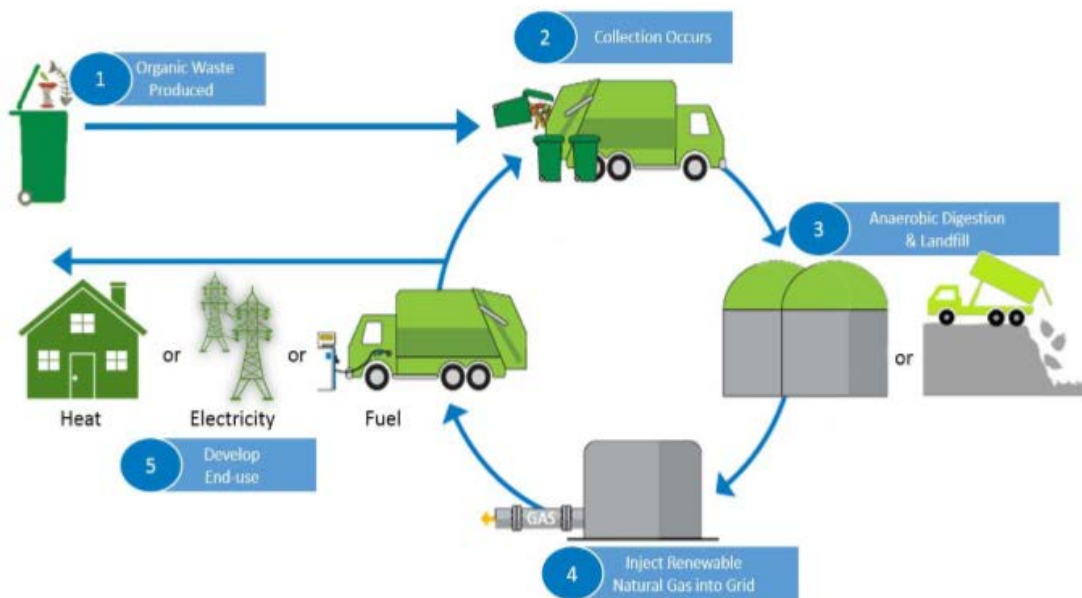 1
Organic Waste
Produced
2
Collection Occurs
3
Anaerobic Digestion
& Landfill
or
Heat
or
Electricity
or
Fuel
5
Develop
End-use
GAS
4
Inject Renewable
Natural Gas into Grid